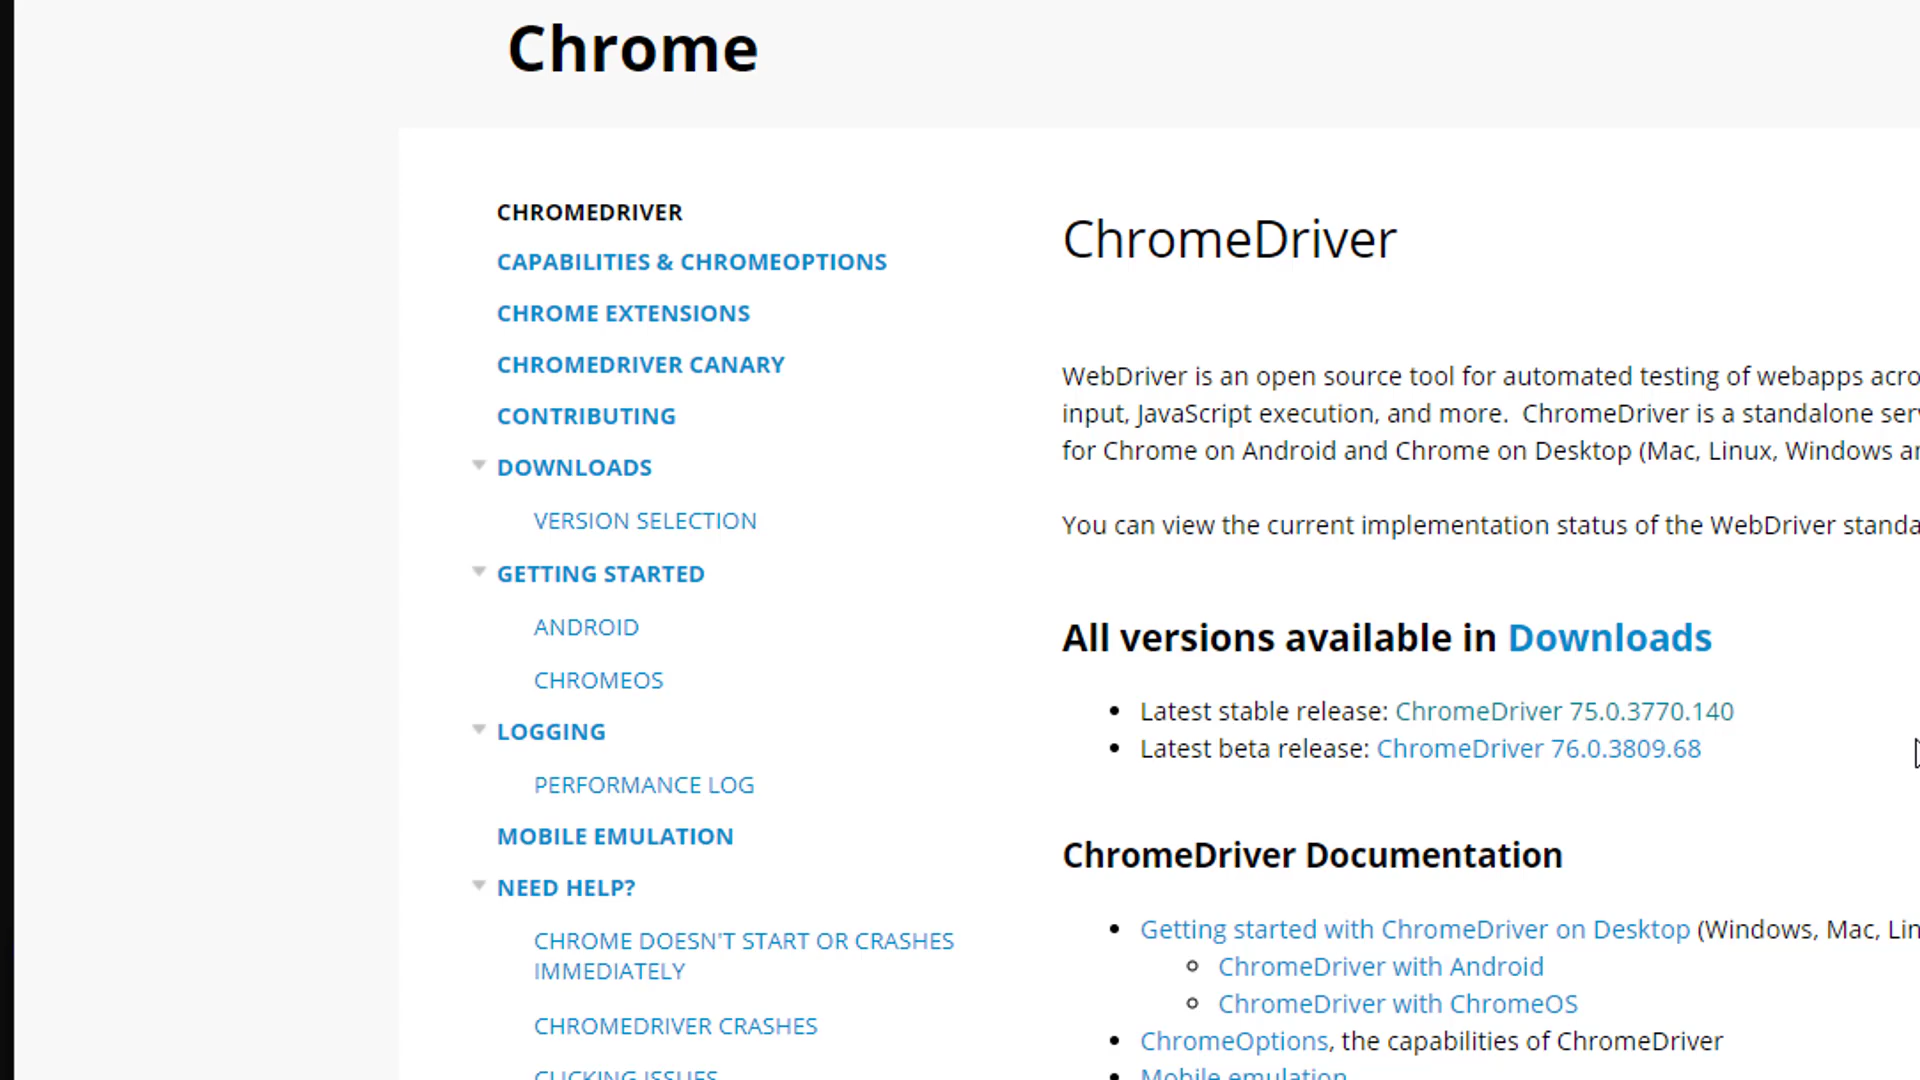 Chrome
CHROMEDRIVER
CAPABILITIES & CHROMEOPTIONS
CHROME EXTENSIONS
CHROMEDRIVER CANARY
CONTRIBUTING
DOWNLOADS
VERSION SELECTION
GETTING STARTED
ANDROID
CHROMEOS
LOGGING
PERFORMANCE LOG
MOBILE EMULATION
NEED HELP?
CHROME DOESN'T START OR CRASHES
IMMEDIATELY
CHROMEDRIVER CRASHES
CLICKING ISSUES
ChromeDriver
WebDriver is an open source tool for automated testing of webapps acro
input, JavaScript execution, and more.  ChromeDriver is a standalone serv
for Chrome on Android and Chrome on Desktop (Mac, Linux, Windows an
You can view the current implementation status of the WebDriver standa
All versions available in Downloads
Latest stable release: ChromeDriver 75.0.3770.140
Latest beta release: ChromeDriver 76.0.3809.68
ChromeDriver Documentation
Getting started with ChromeDriver on Desktop (Windows, Mac, Lin
ChromeDriver with Android
ChromeDriver with ChromeOS
ChromeOptions, the capabilities of ChromeDriver
Mobile emulation